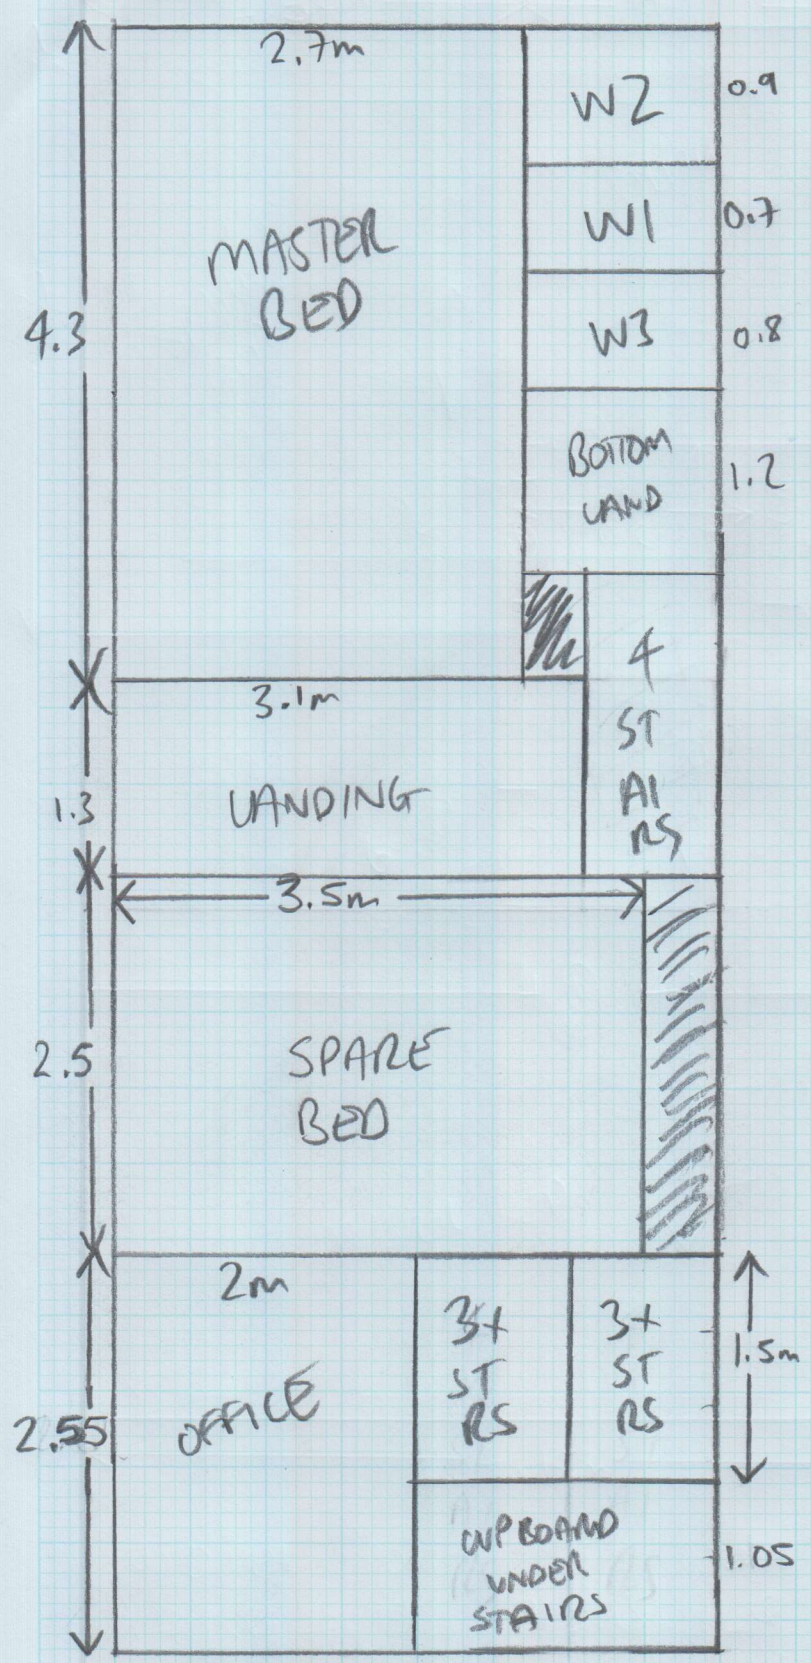 2.7m
W2
0.9
W1
0.7
MASTER
BED
W3
0.8
4.3
BOTTOM
LAND
1.2
4
ST
AI
RS
3.1m
LANDING
1.3
3.5m
SPARE
BED
2.5
2m
3x
ST
RS
3x
ST
RS
1.5m
OFFICE
2.55
CUPBOARD
UNDER
STAIRS
1.05